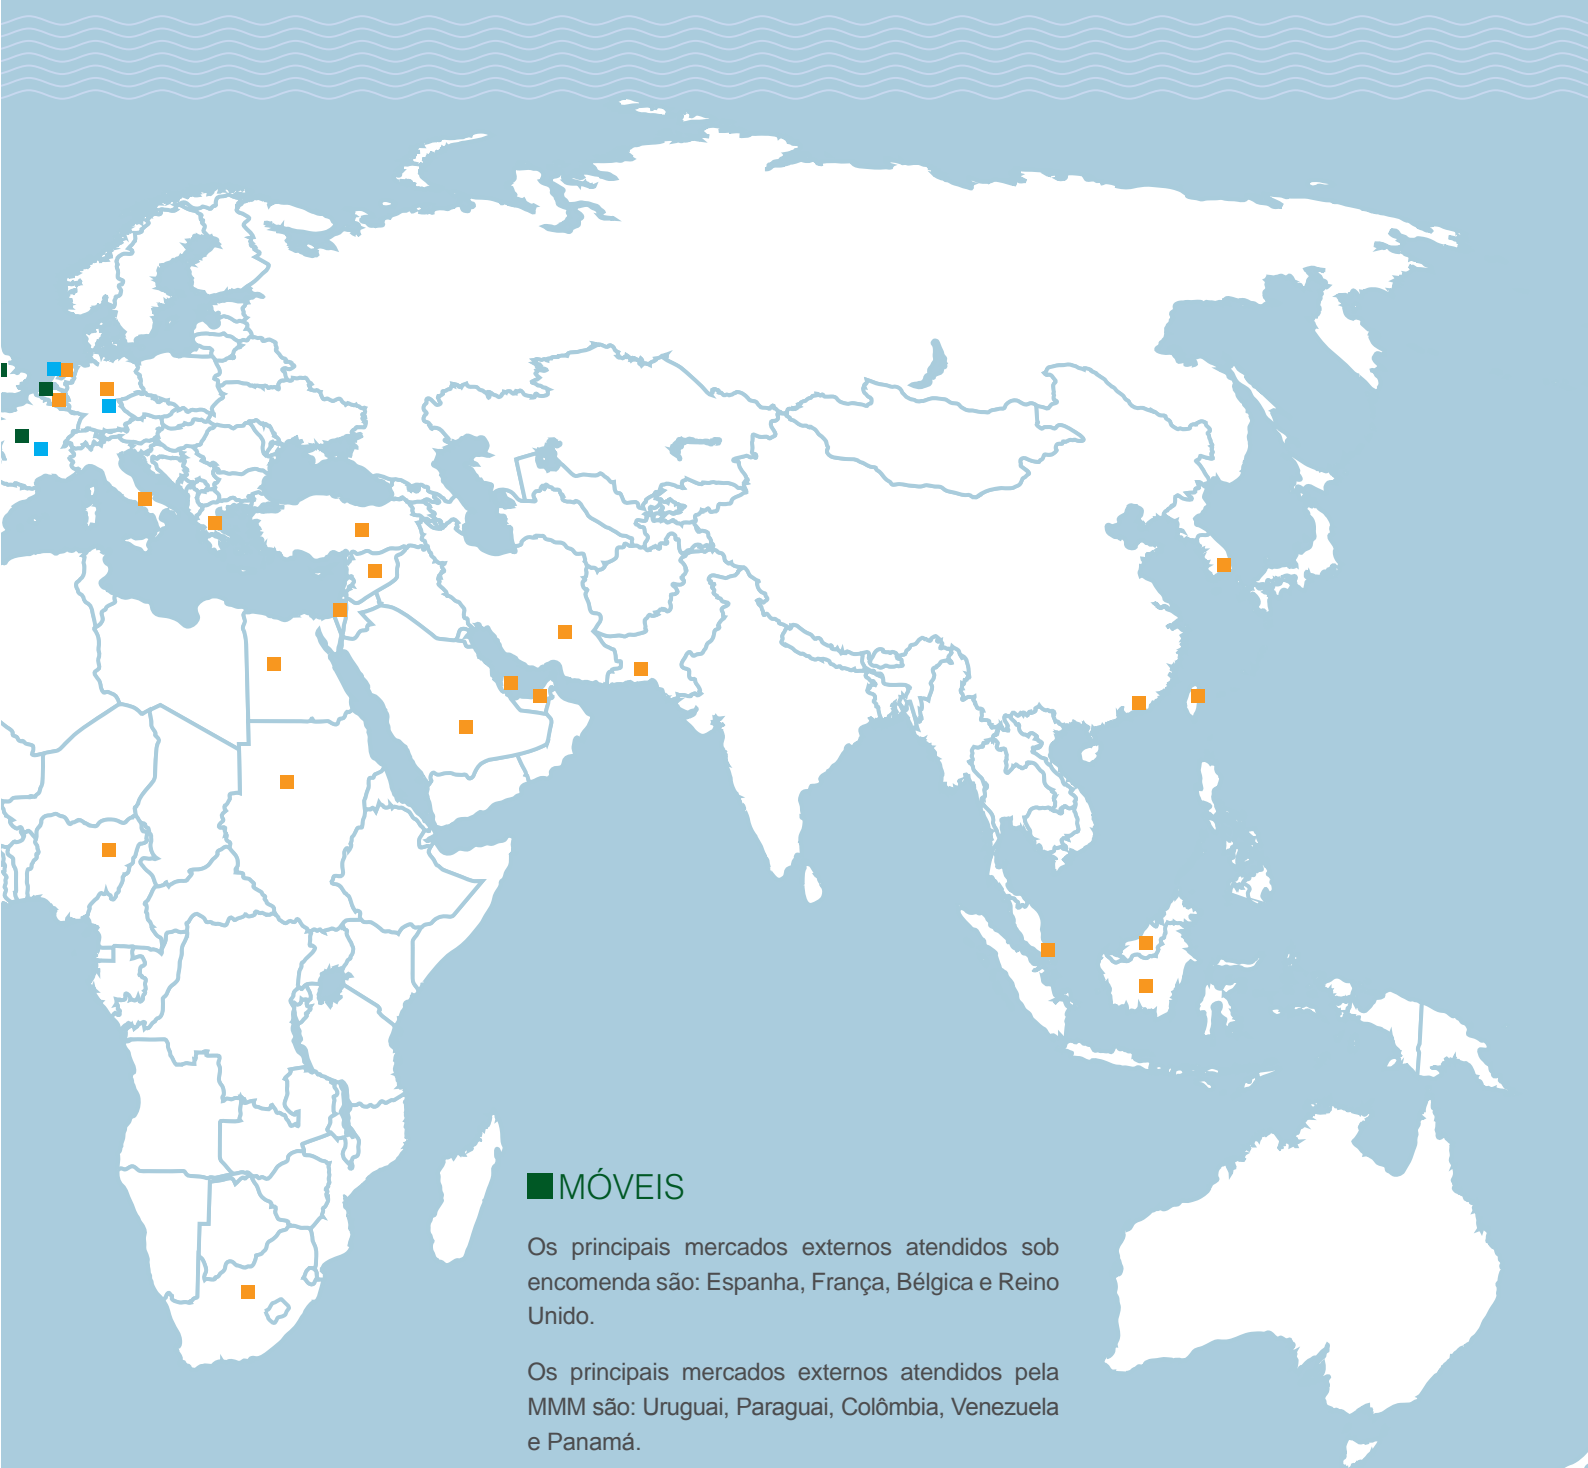 MÓVEIS
Os principais mercados externos atendidos sob
encomenda são: Espanha, França, Bélgica e Reino
Unido.
Os principais mercados externos atendidos pela
MMM são: Uruguai, Paraguai, Colômbia, Venezuela
e Panamá.